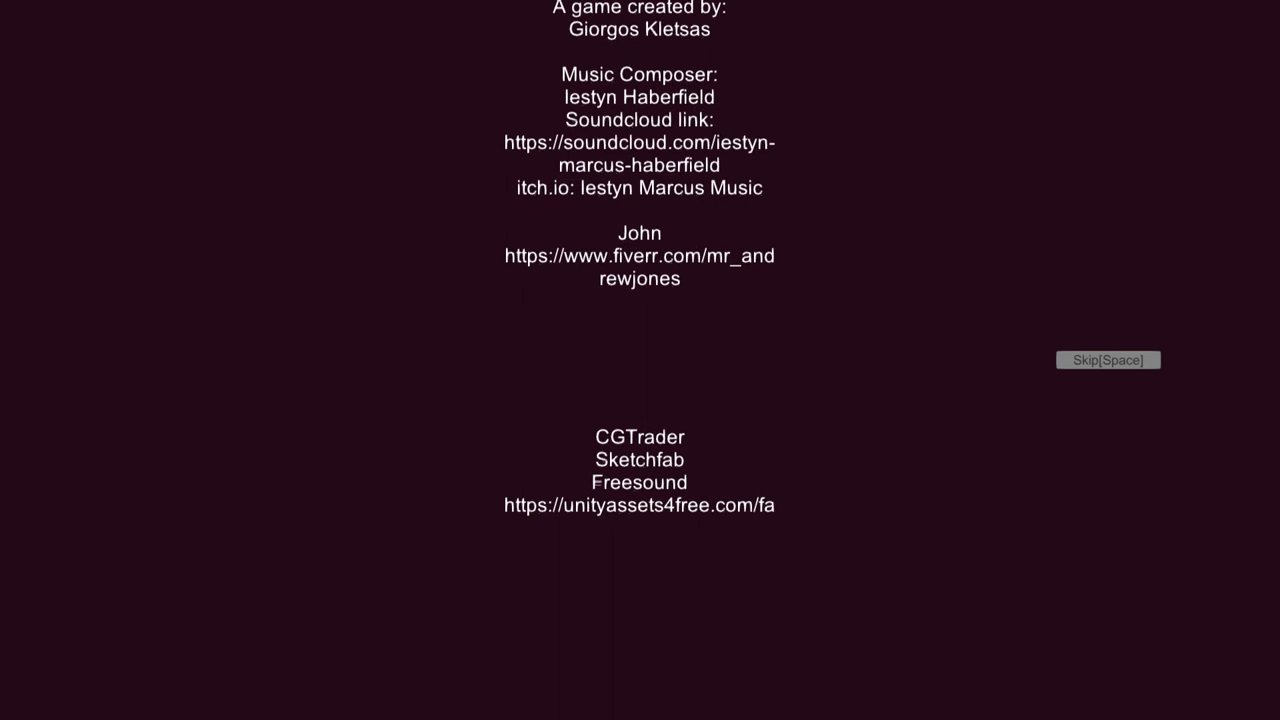 A game created by:
Giorgos Kletsas
Music Composer:
Iestyn Haberfield
Soundcloud link:
https://soundcloud.com/iestyn-
marcus-haberfield
itch.io: Iestyn Marcus Music
John
https://www.fiverr.com/mr_and
rewjones
Skip[Space]
CGTrader
Sketchfab
Freesound
https://unityassets4free.com/fa